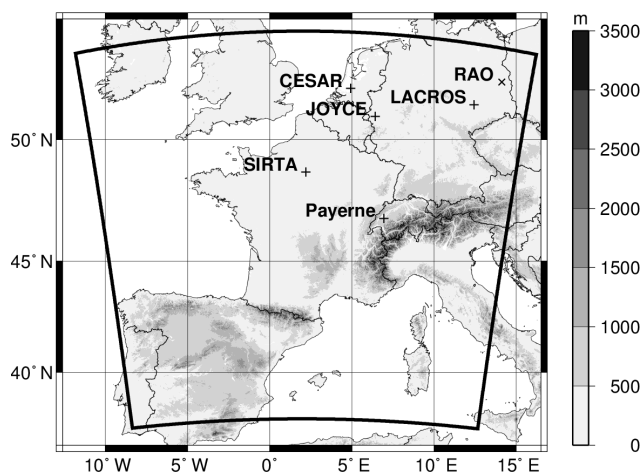 m
3500
3000
2500
2000
1500
1000
500
0
CESAR
RAO
LACROS
JOYCE
SIRTA
Payerne
50° N
45° N
40° N
10° W
5° W
0°
5° E
10° E
15° E